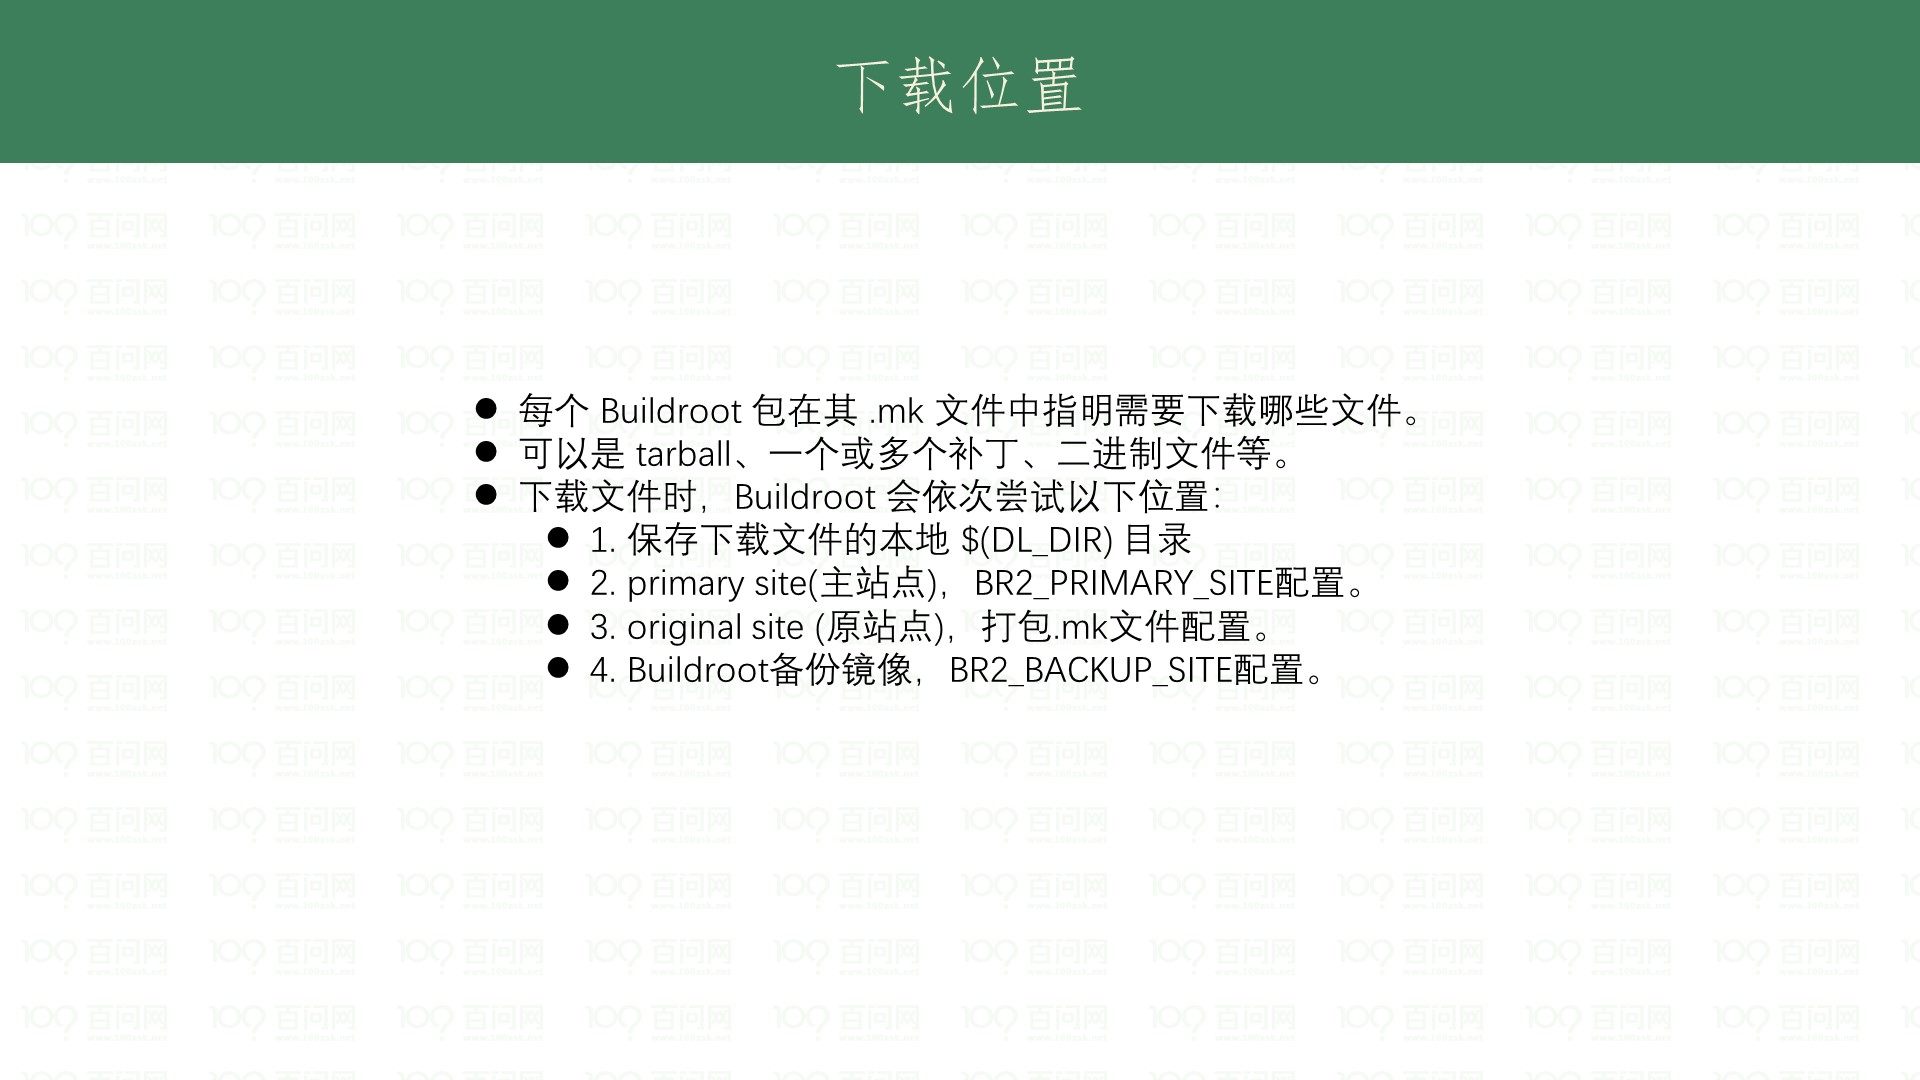 下载位置
● 每个 Buildroot 包在其 .mk 文件中指明需要下载哪些文件。
● 可以是 tarball、一个或多个补丁、二进制文件等。
● 下载文件时，Buildroot 会依次尝试以下位置：
● 1. 保存下载文件的本地 $(DL_DIR) 目录
● 2. primary site(主站点)，BR2_PRIMARY_SITE配置。
● 3. original site (原站点)，打包.mk文件配置。
● 4. Buildroot备份镜像，BR2_BACKUP_SITE配置。